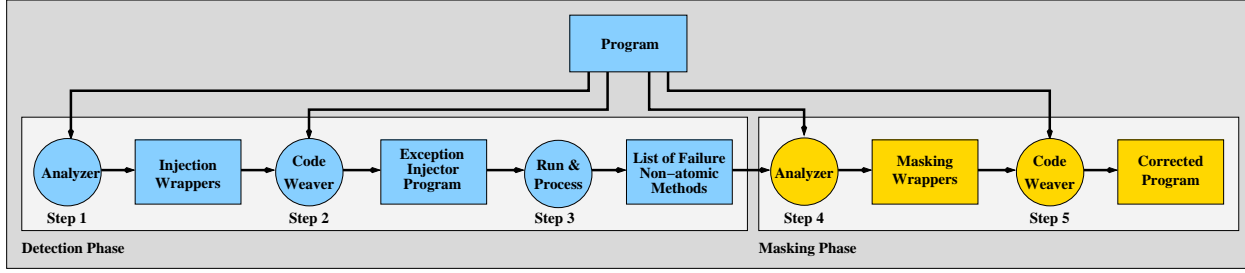 Program
Analyzer
Injection
Wrappers
Code
Weaver
Exception
Injector
Program
Run &
Process
List of Failure
Non−atomic
Methods
Analyzer
Masking
Wrappers
Code
Weaver
Corrected
Program
Step 1
Step 2
Step 3
Step 4
Step 5
Detection Phase
Masking Phase